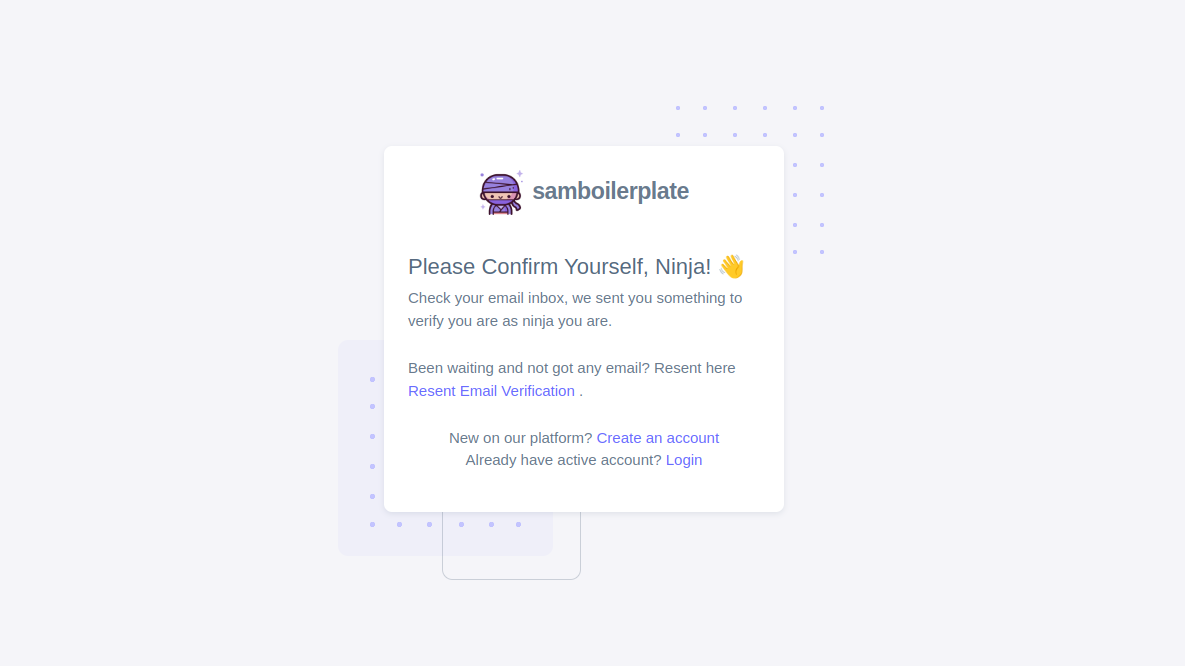 samboilerplate
Please Confirm Yourself, Ninja! 👋
Check your email inbox, we sent you something to
verify you are as ninja you are.
Been waiting and not got any email? Resent here
Resent Email Verification .
New on our platform? Create an account
Already have active account? Login